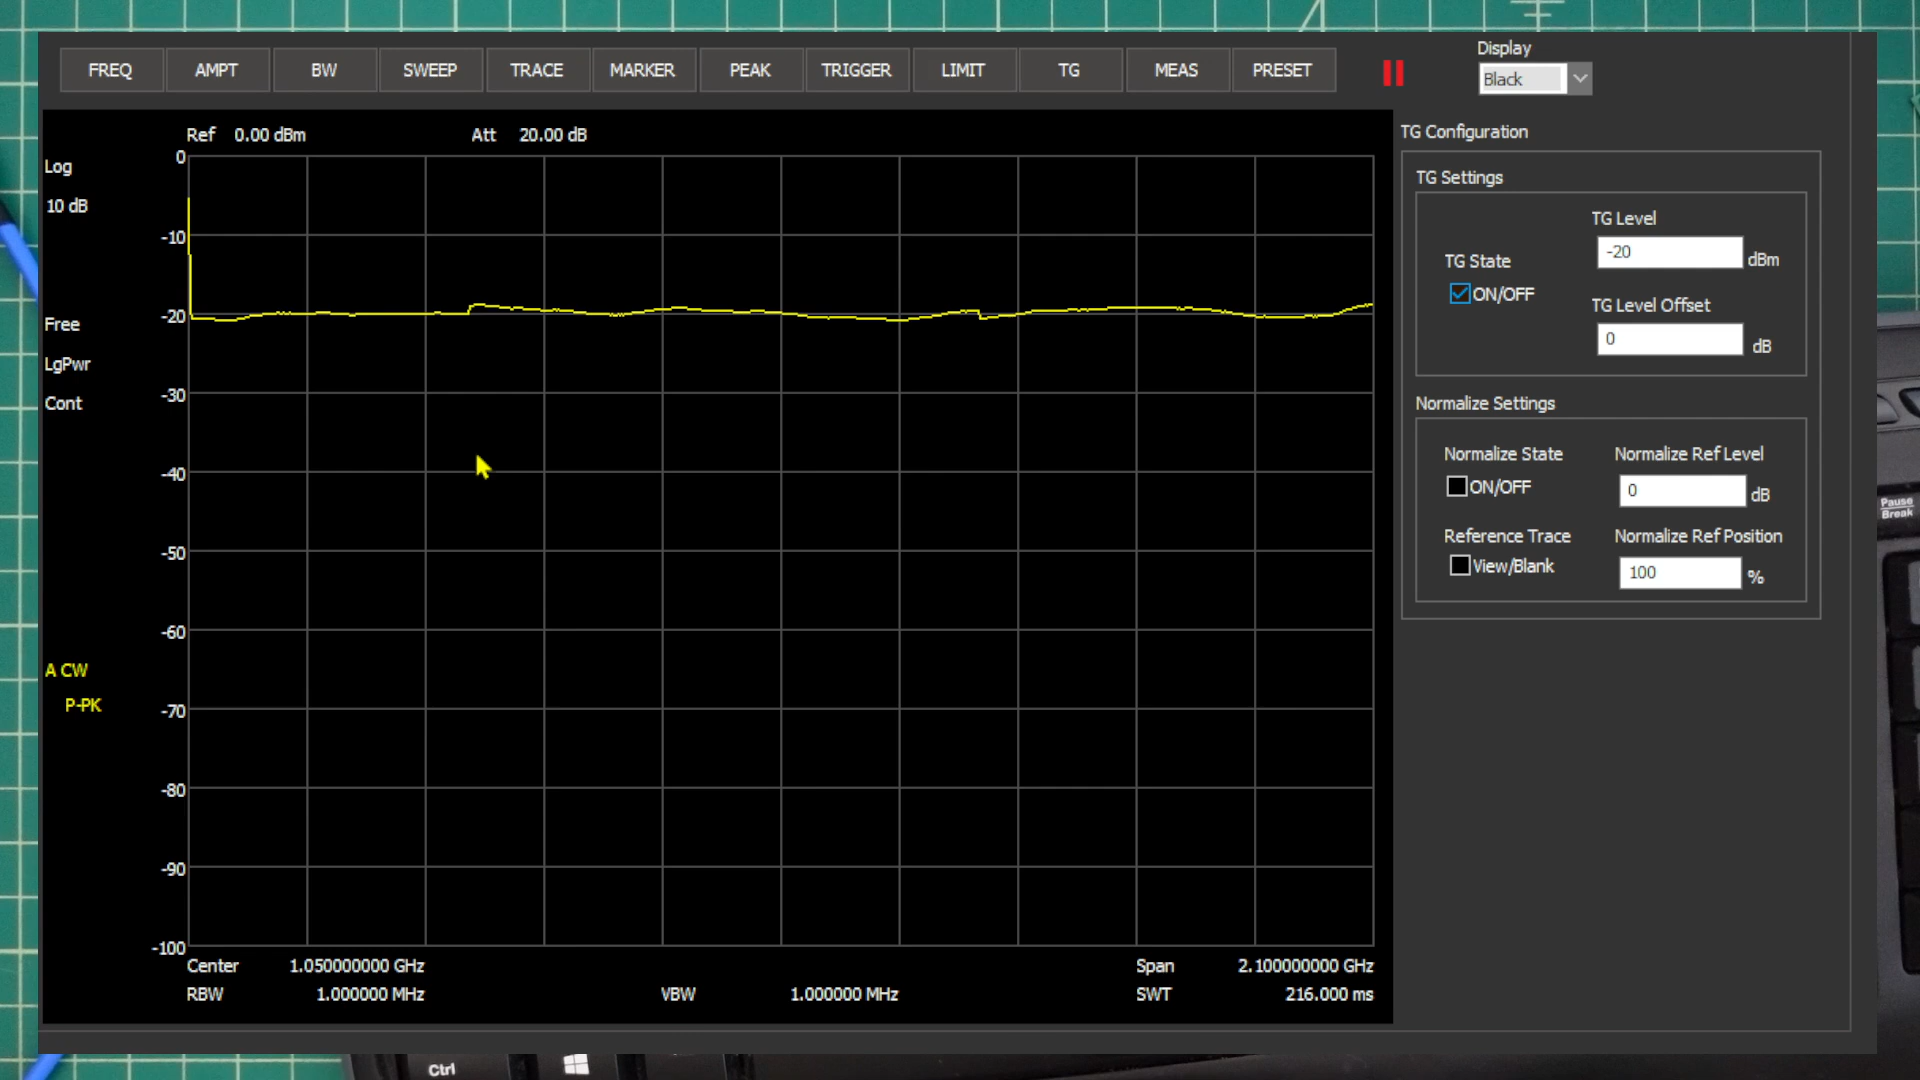 FREQ AMPT BW SWEEP TRACE MARKER PEAK TRIGGER LIMIT TG MEAS PRESET
Display
Black
Ref 0.00 dBm Att 20.00 dB
Log
10 dB
Free
LgPwr
Cont
A CW
P-PK
0
-10
-20
-30
-40
-50
-60
-70
-80
-90
-100
Center 1.050000000 GHz Span 2.100000000 GHz
RBW 1.000000 MHz VBW 1.000000 MHz SWT 216.000 ms
TG Configuration
TG Settings
TG Level
-20 dBm
TG State
ON/OFF
TG Level Offset
0 dB
Normalize Settings
Normalize State Normalize Ref Level
ON/OFF 0 dB
Reference Trace Normalize Ref Position
View/Blank 100 %
Pause
Break
Ctrl